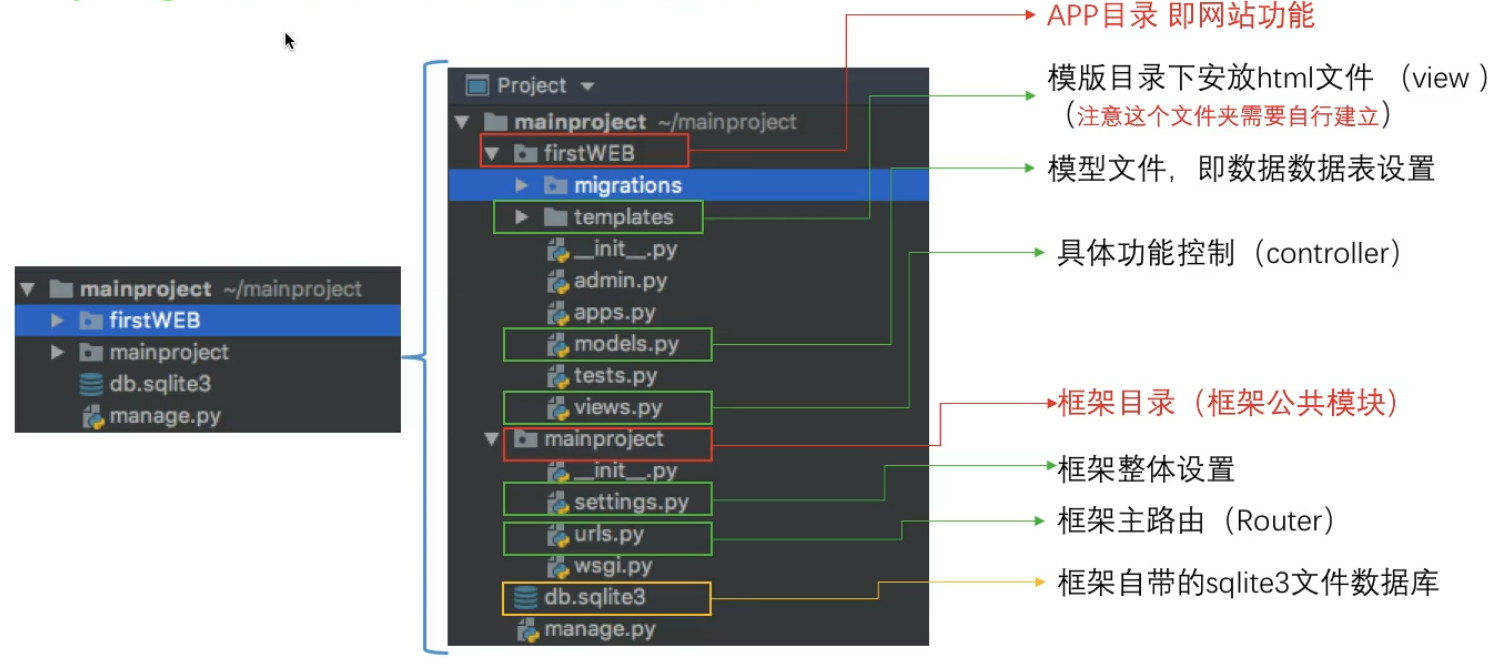 mainproject ~/mainproject
firstWEB
mainproject
db.sqlite3
manage.py
Project
mainproject ~/mainproject
firstWEB
migrations
templates
__init__.py
admin.py
apps.py
models.py
tests.py
views.py
mainproject
__init__.py
settings.py
urls.py
wsgi.py
db.sqlite3
manage.py
APP目录 即网站功能
模版目录下安放html文件 （view ）
（注意这个文件夹需要自行建立）
模型文件，即数据数据表设置
具体功能控制（controller）
框架目录（框架公共模块）
框架整体设置
框架主路由（Router）
框架自带的sqlite3文件数据库